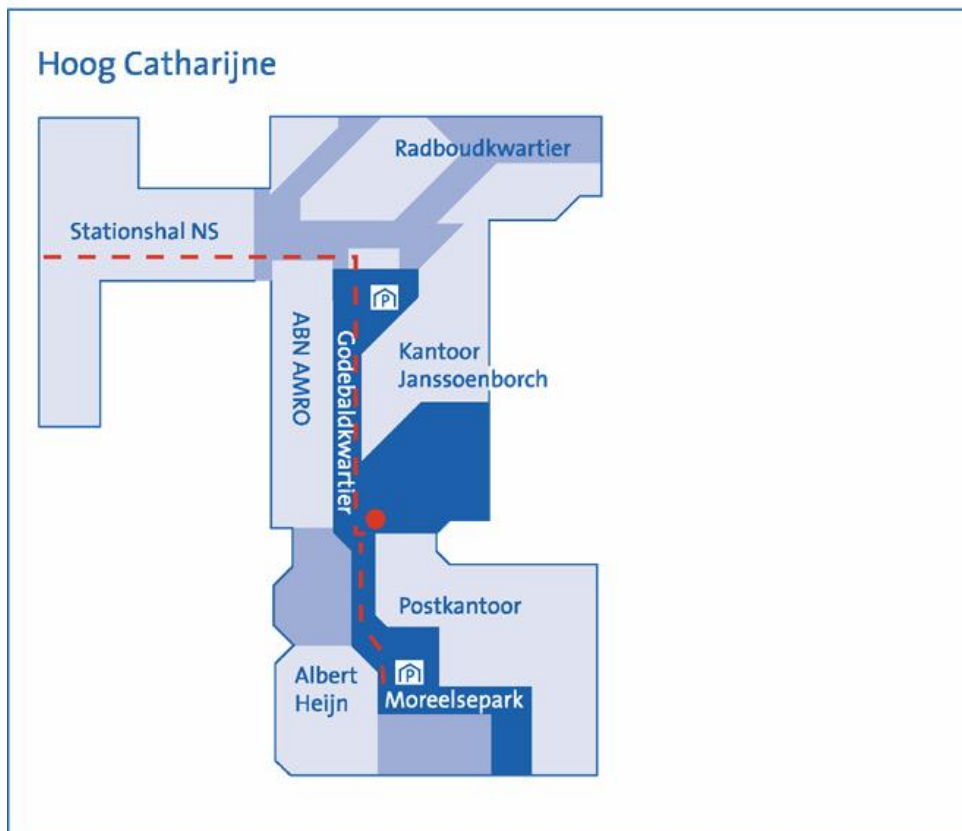 Hoog Catharijne
Radboudkwartier
Stationshal NS
P
ABN AMRO
Godebaldkwartier
Kantoor
Janssoenborch
Postkantoor
Albert
Heijn
P
Moreelsepark